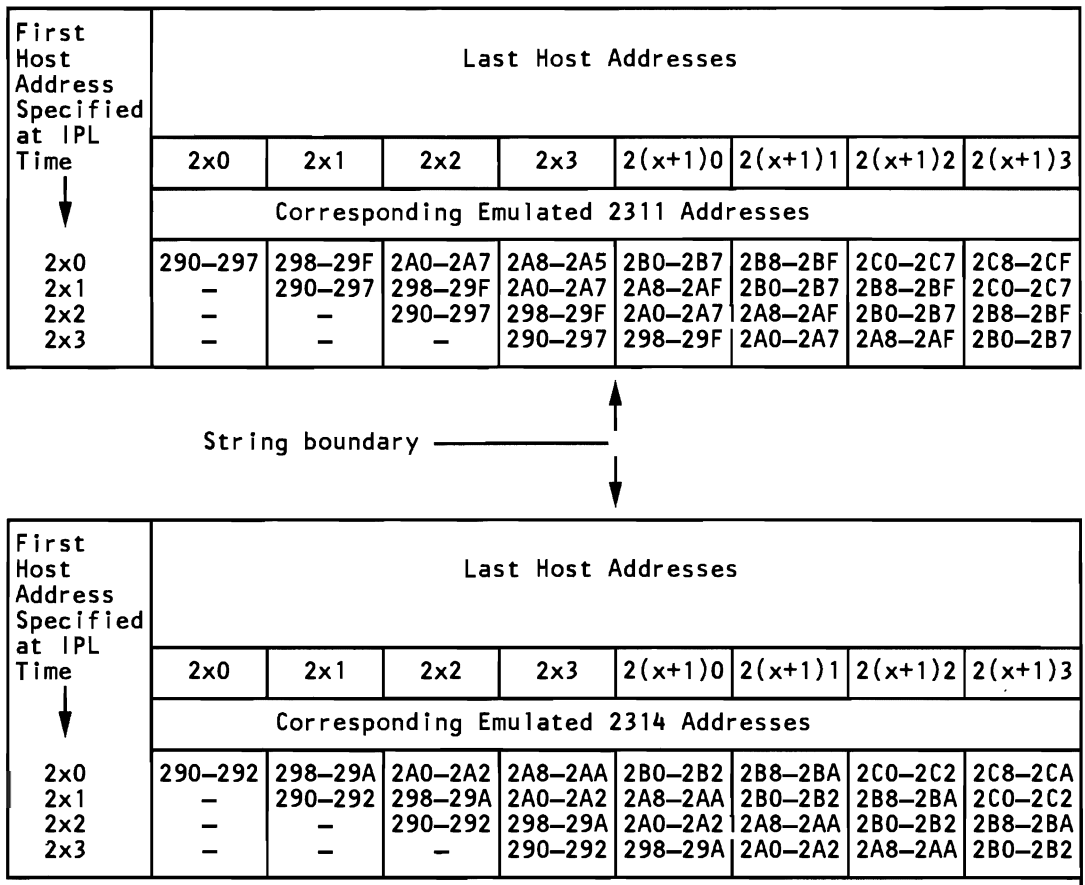 First
Host
Address
Specified
at IPL
Time
Last Host Addresses
2x0 2x1 2x2 2x3 2(x+1)0 2(x+1)1 2(x+1)2 2(x+1)3
Corresponding Emulated 2311 Addresses
2x0 290–297 298–29F 2A0–2A7 2A8–2A5 2B0–2B7 2B8–2BF 2C0–2C7 2C8–2CF
2x1 – 290–297 298–29F 2A0–2A7 2A8–2AF 2B0–2B7 2B8–2BF 2C0–2C7
2x2 – – 290–297 298–29F 2A0–2A7 2A8–2AF 2B0–2B7 2B8–2BF
2x3 – – – 290–297 298–29F 2A0–2A7 2A8–2AF 2B0–2B7
String boundary
First
Host
Address
Specified
at IPL
Time
Last Host Addresses
2x0 2x1 2x2 2x3 2(x+1)0 2(x+1)1 2(x+1)2 2(x+1)3
Corresponding Emulated 2314 Addresses
2x0 290–292 298–29A 2A0–2A2 2A8–2AA 2B0–2B2 2B8–2BA 2C0–2C2 2C8–2CA
2x1 – 290–292 298–29A 2A0–2A2 2A8–2AA 2B0–2B2 2B8–2BA 2C0–2C2
2x2 – – 290–292 298–29A 2A0–2A2 2A8–2AA 2B0–2B2 2B8–2BA
2x3 – – – 290–292 298–29A 2A0–2A2 2A8–2AA 2B0–2B2